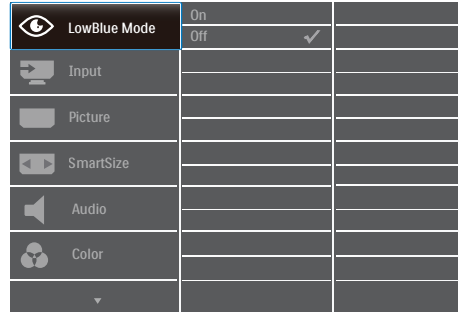 LowBlue Mode
On
Off
Input
Picture
SmartSize
Audio
Color